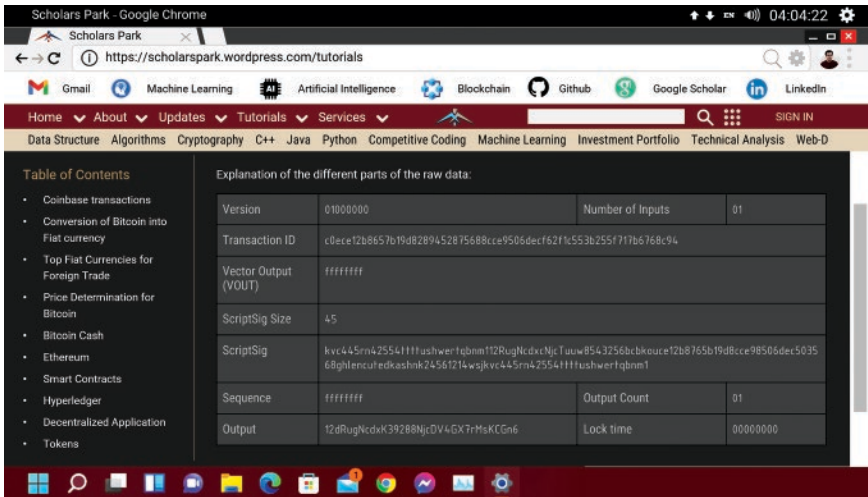 Scholars Park - Google Chrome
EN
04:04:22
Scholars Park
https://scholarspark.wordpress.com/tutorials
Gmail Machine Learning AI Artificial Intelligence Blockchain Github Google Scholar LinkedIn
Home About Updates Tutorials Services SIGN IN
Data Structure Algorithms Cryptography C++ Java Python Competitive Coding Machine Learning Investment Portfolio Technical Analysis Web-D
Table of Contents
Coinbase transactions
Conversion of Bitcoin into
Fiat currency
Top Fiat Currencies for
Foreign Trade
Price Determination for
Bitcoin
Bitcoin Cash
Ethereum
Smart Contracts
Hyperledger
Decentralized Application
Tokens
Explanation of the different parts of the raw data:
Version 01000000 Number of Inputs 01
Transaction ID c0ece12b8657b19d8289452875688cce9506decf62f1c553b255f717b6768c94
Vector Output ffffffff
(VOUT)
ScriptSig Size 45
ScriptSig
Sequence ffffffff Output Count 01
Output 12dRugNcdxK39288NjcDV4GX7rMsKCGn6 Lock time 00000000
1